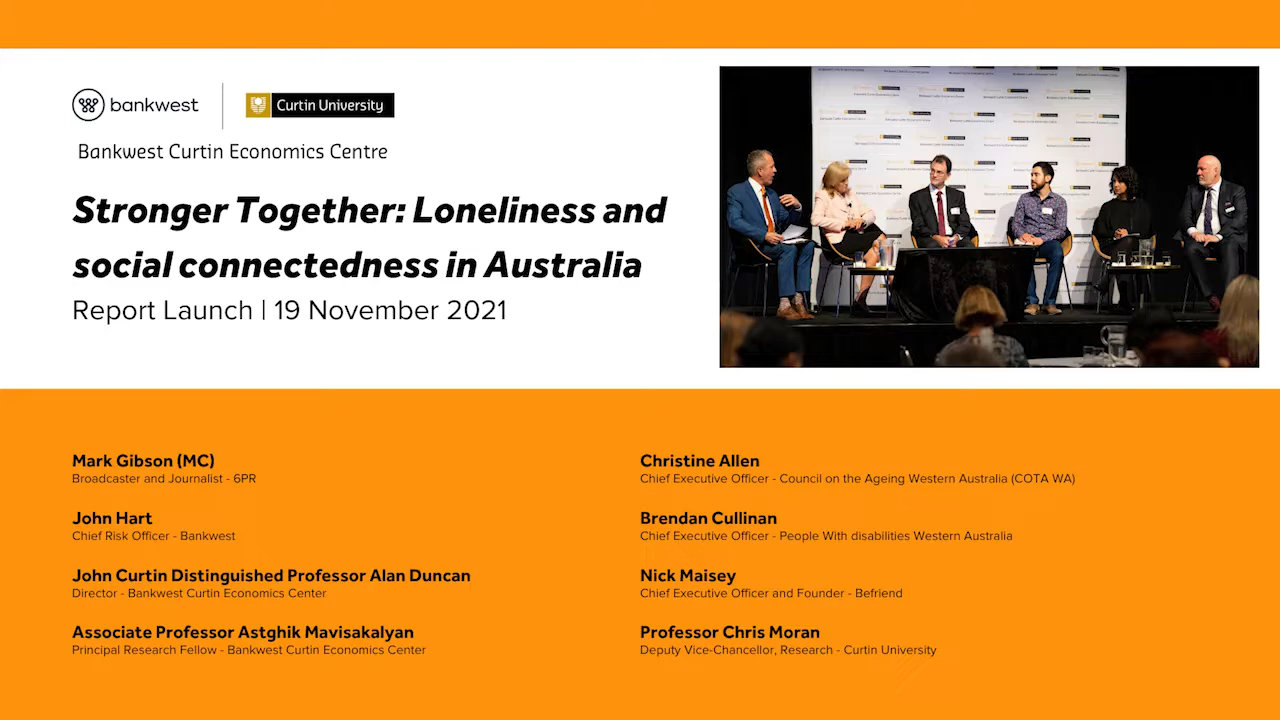 bankwest
Curtin University
Bankwest Curtin Economics Centre
Stronger Together: Loneliness and
social connectedness in Australia
Report Launch | 19 November 2021
Mark Gibson (MC)
Broadcaster and Journalist - 6PR
John Hart
Chief Risk Officer - Bankwest
John Curtin Distinguished Professor Alan Duncan
Director - Bankwest Curtin Economics Center
Associate Professor Astghik Mavisakalyan
Principal Research Fellow - Bankwest Curtin Economics Center
Christine Allen
Chief Executive Officer - Council on the Ageing Western Australia (COTA WA)
Brendan Cullinan
Chief Executive Officer - People With disabilities Western Australia
Nick Maisey
Chief Executive Officer and Founder - Befriend
Professor Chris Moran
Deputy Vice-Chancellor, Research - Curtin University